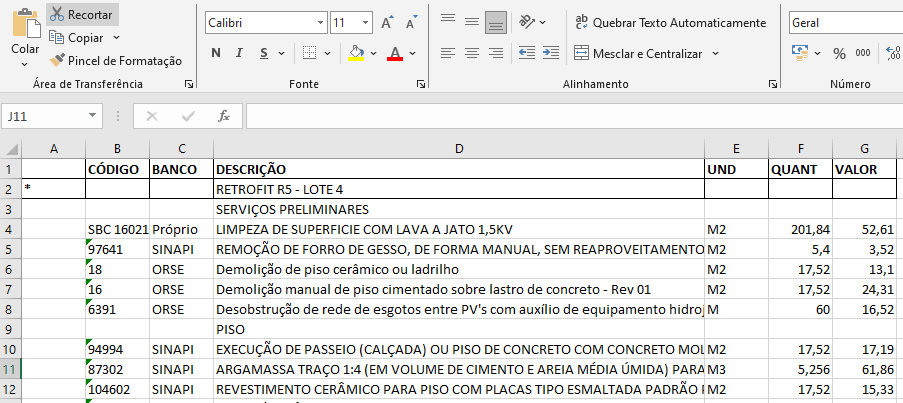 Recortar
Calibri 11 Quebrar Texto Automaticamente Geral
Colar Copiar
Pincel de Formatação N I S Mesclar e Centralizar % 000
Área de Transferência Fonte Alinhamento Número
J11 fx
A B C D E F G
1 CÓDIGO BANCO DESCRIÇÃO UND QUANT VALOR
2 * RETROFIT R5 - LOTE 4
3 SERVIÇOS PRELIMINARES
4 SBC 16021 Próprio LIMPEZA DE SUPERFICIE COM LAVA A JATO 1,5KV M2 201,84 52,61
5 97641 SINAPI REMOÇÃO DE FORRO DE GESSO, DE FORMA MANUAL, SEM REAPROVEITAMENTO M2 5,4 3,52
6 18 ORSE Demolição de piso cerâmico ou ladrilho M2 17,52 13,1
7 16 ORSE Demolição manual de piso cimentado sobre lastro de concreto - Rev 01 M2 17,52 24,31
8 6391 ORSE Desobstrução de rede de esgotos entre PV's com auxílio de equipamento hidroj M 60 16,52
9 PISO
10 94994 SINAPI EXECUÇÃO DE PASSEIO (CALÇADA) OU PISO DE CONCRETO COM CONCRETO MOL M2 17,52 17,19
11 87302 SINAPI ARGAMASSA TRAÇO 1:4 (EM VOLUME DE CIMENTO E AREIA MÉDIA ÚMIDA) PARA M3 5,256 61,86
12 104602 SINAPI REVESTIMENTO CERÂMICO PARA PISO COM PLACAS TIPO ESMALTADA PADRÃO P M2 17,52 15,33